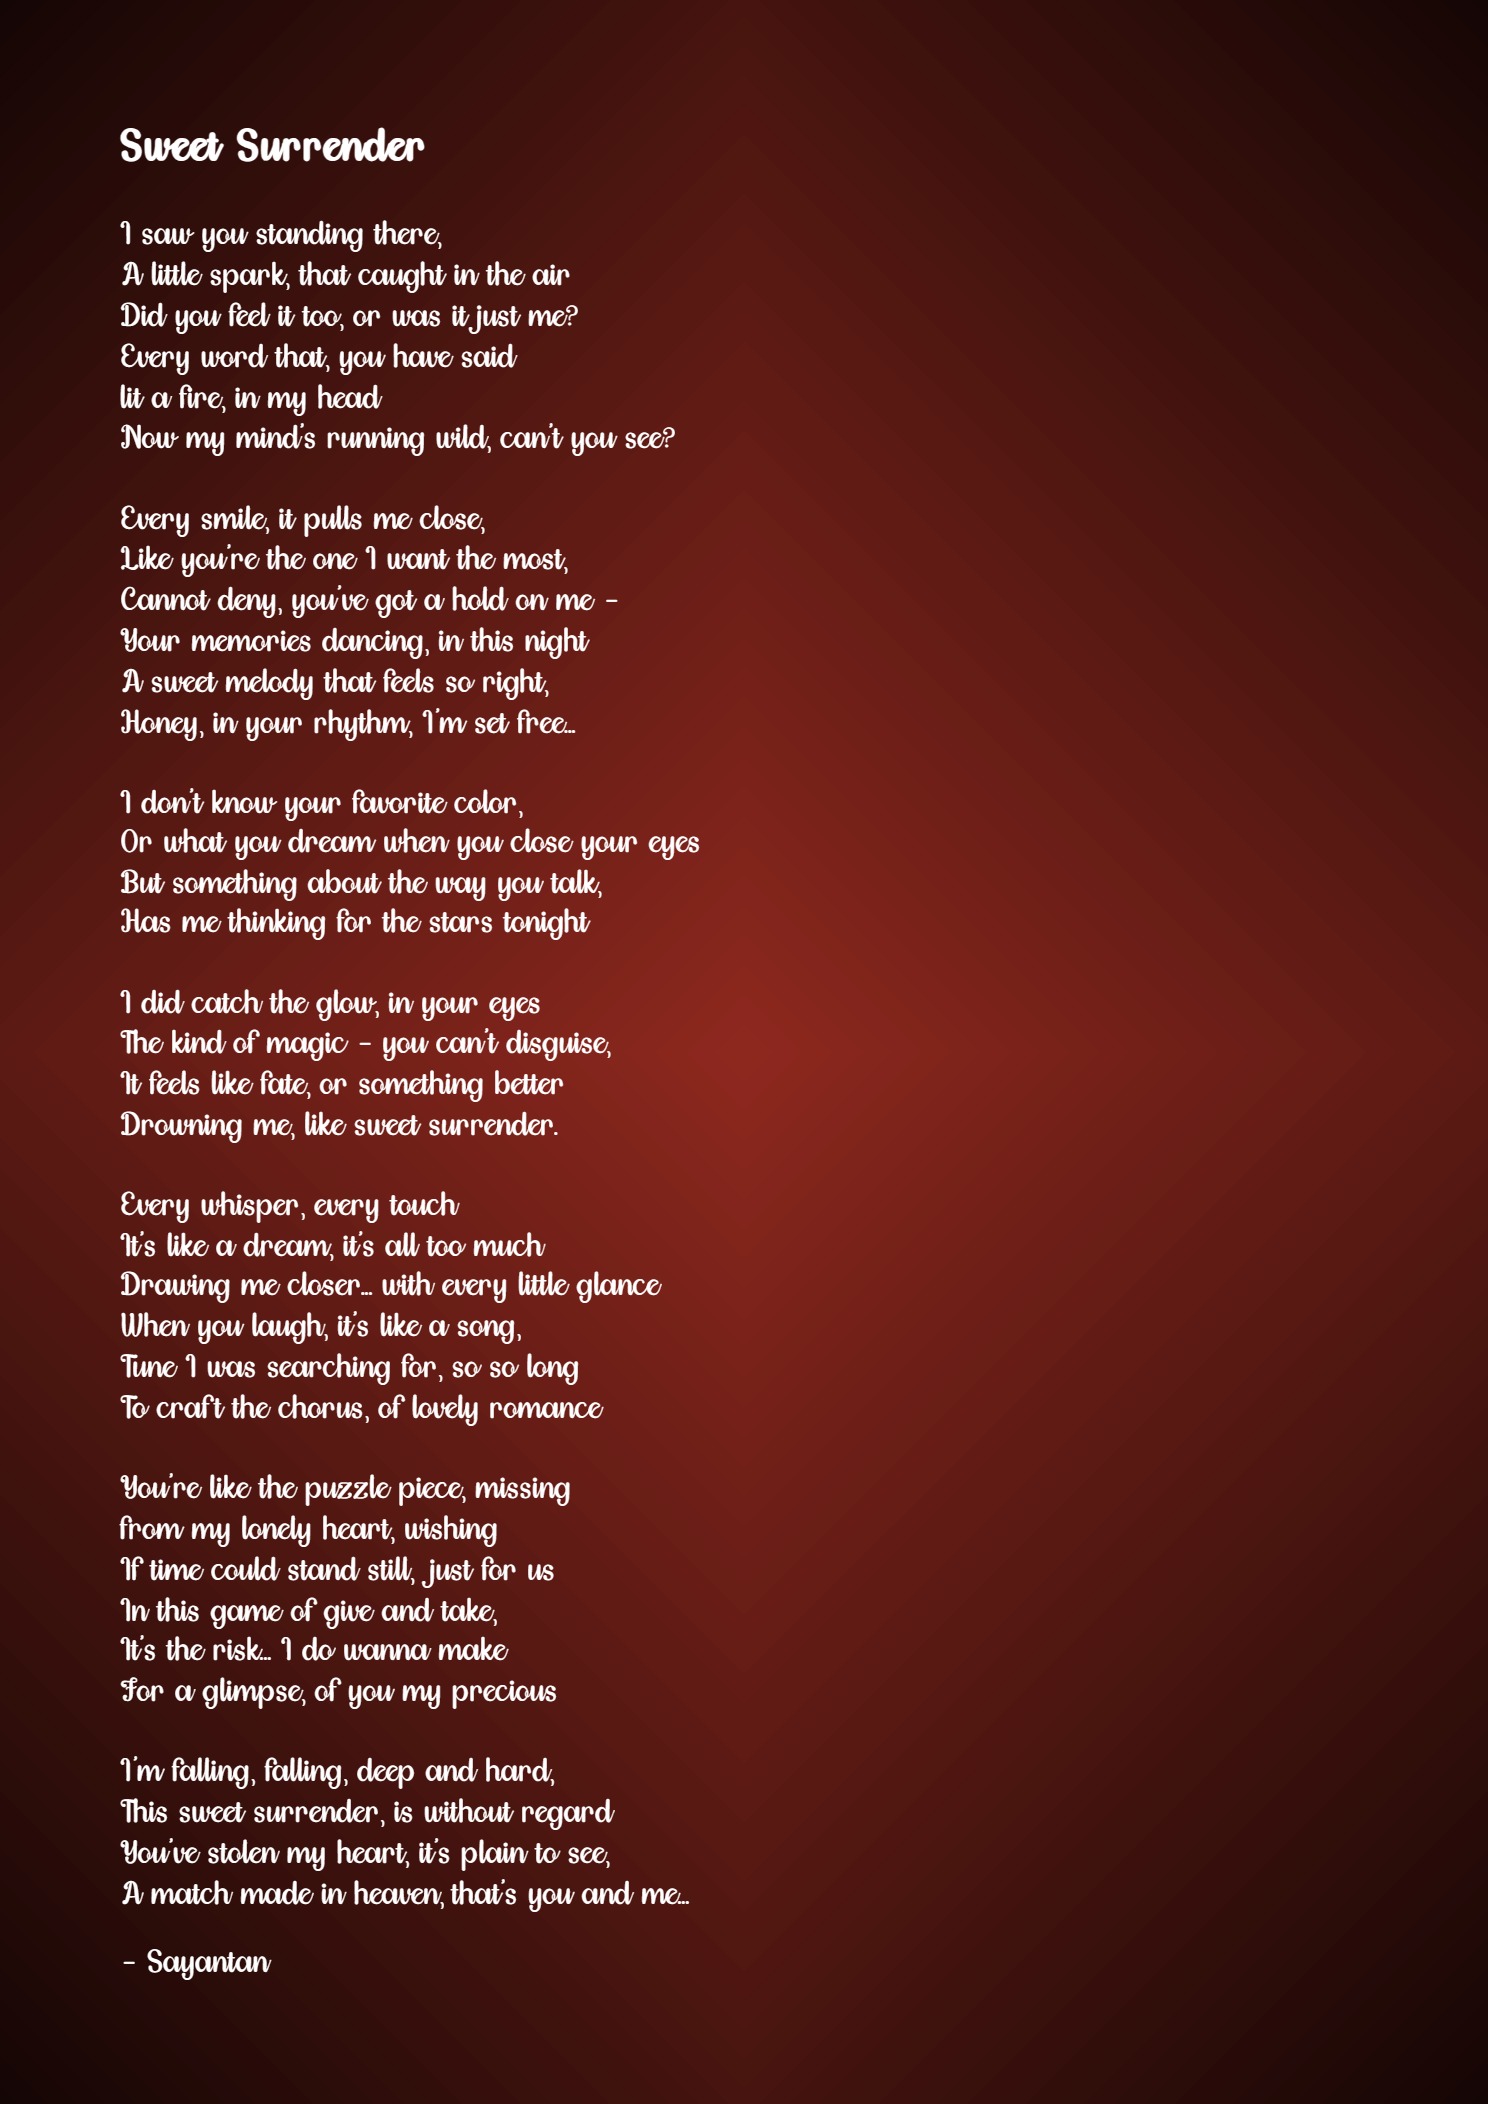 Sweet Surrender
I saw you standing there,
A little spark, that caught in the air
Did you feel it too, or was it just me?
Every word that, you have said
lit a fire, in my head
Now my mind's running wild, can't you see?
Every smile, it pulls me close,
Like you're the one I want the most,
Cannot deny, you've got a hold on me -
Your memories dancing, in this night
A sweet melody that feels so right,
Honey, in your rhythm, I'm set free...
I don't know your favorite color,
Or what you dream when you close your eyes
But something about the way you talk,
Has me thinking for the stars tonight
I did catch the glow, in your eyes
The kind of magic - you can't disguise,
It feels like fate, or something better
Drowning me, like sweet surrender.
Every whisper, every touch
It's like a dream, it's all too much
Drawing me closer... with every little glance
When you laugh, it's like a song,
Tune I was searching for, so so long
To craft the chorus, of lovely romance
You're like the puzzle piece, missing
from my lonely heart, wishing
If time could stand still, just for us
In this game of give and take,
It's the risk... I do wanna make
For a glimpse, of you my precious
I'm falling, falling, deep and hard,
This sweet surrender, is without regard
You've stolen my heart, it's plain to see,
A match made in heaven, that's you and me...
- Sayantan